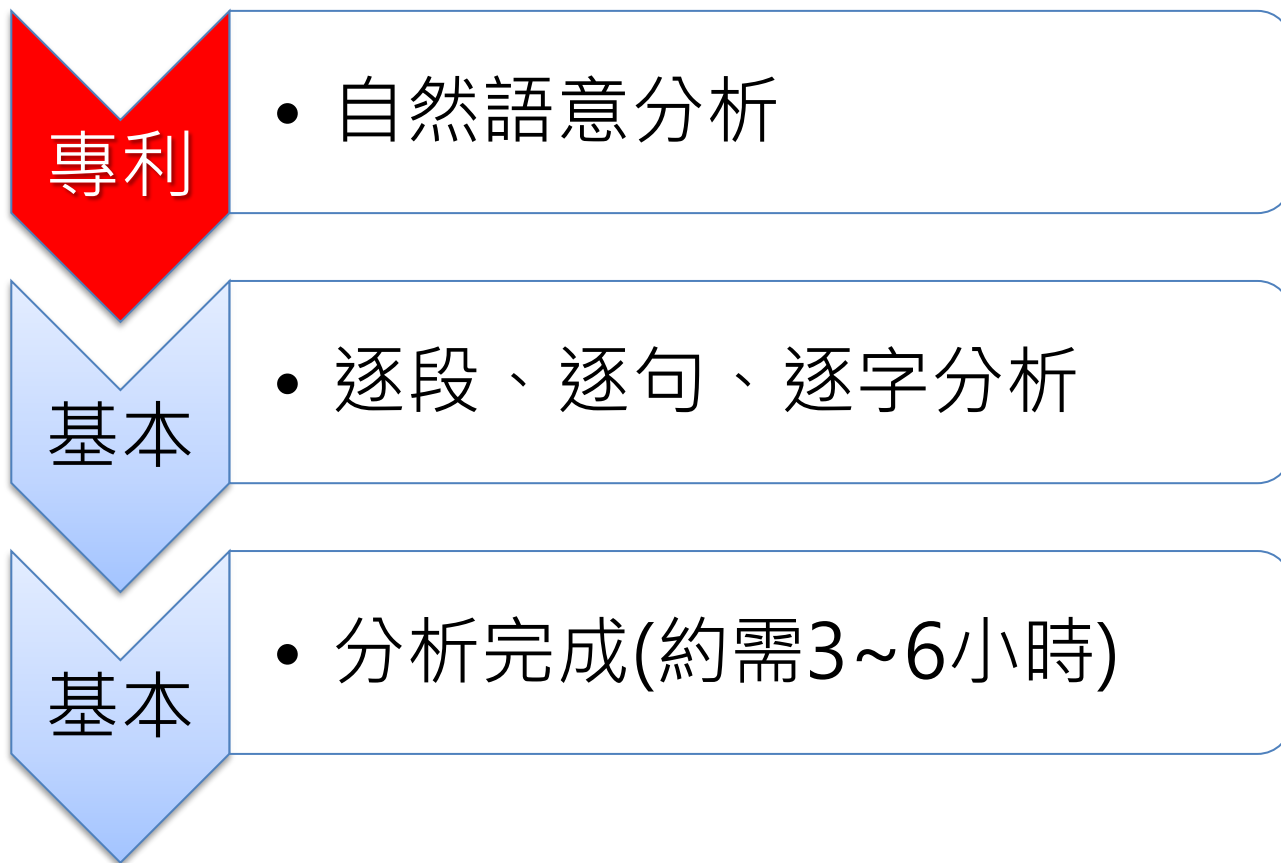 專利
• 自然語意分析
基本
• 逐段、逐句、逐字分析
基本
• 分析完成(約需3~6小時)